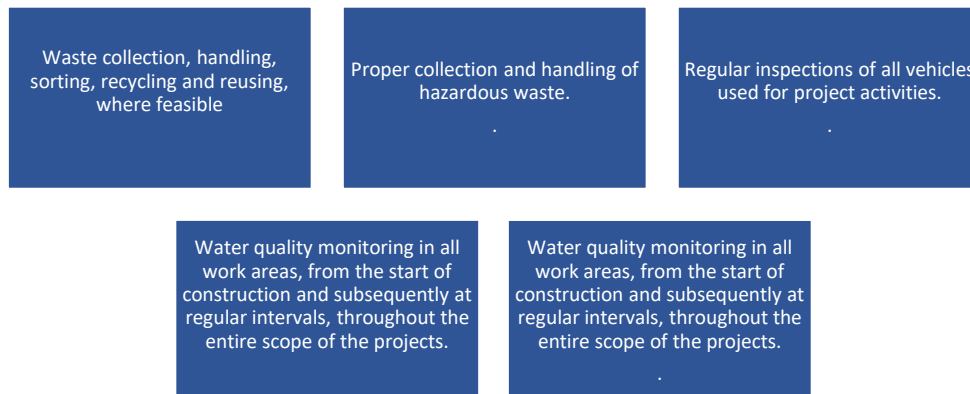 Waste collection, handling,
sorting, recycling and reusing,
where feasible
Proper collection and handling of
hazardous waste.
.
Regular inspections of all vehicles
used for project activities.
.
Water quality monitoring in all
work areas, from the start of
construction and subsequently at
regular intervals, throughout the
entire scope of the projects.
Water quality monitoring in all
work areas, from the start of
construction and subsequently at
regular intervals, throughout the
entire scope of the projects.
.